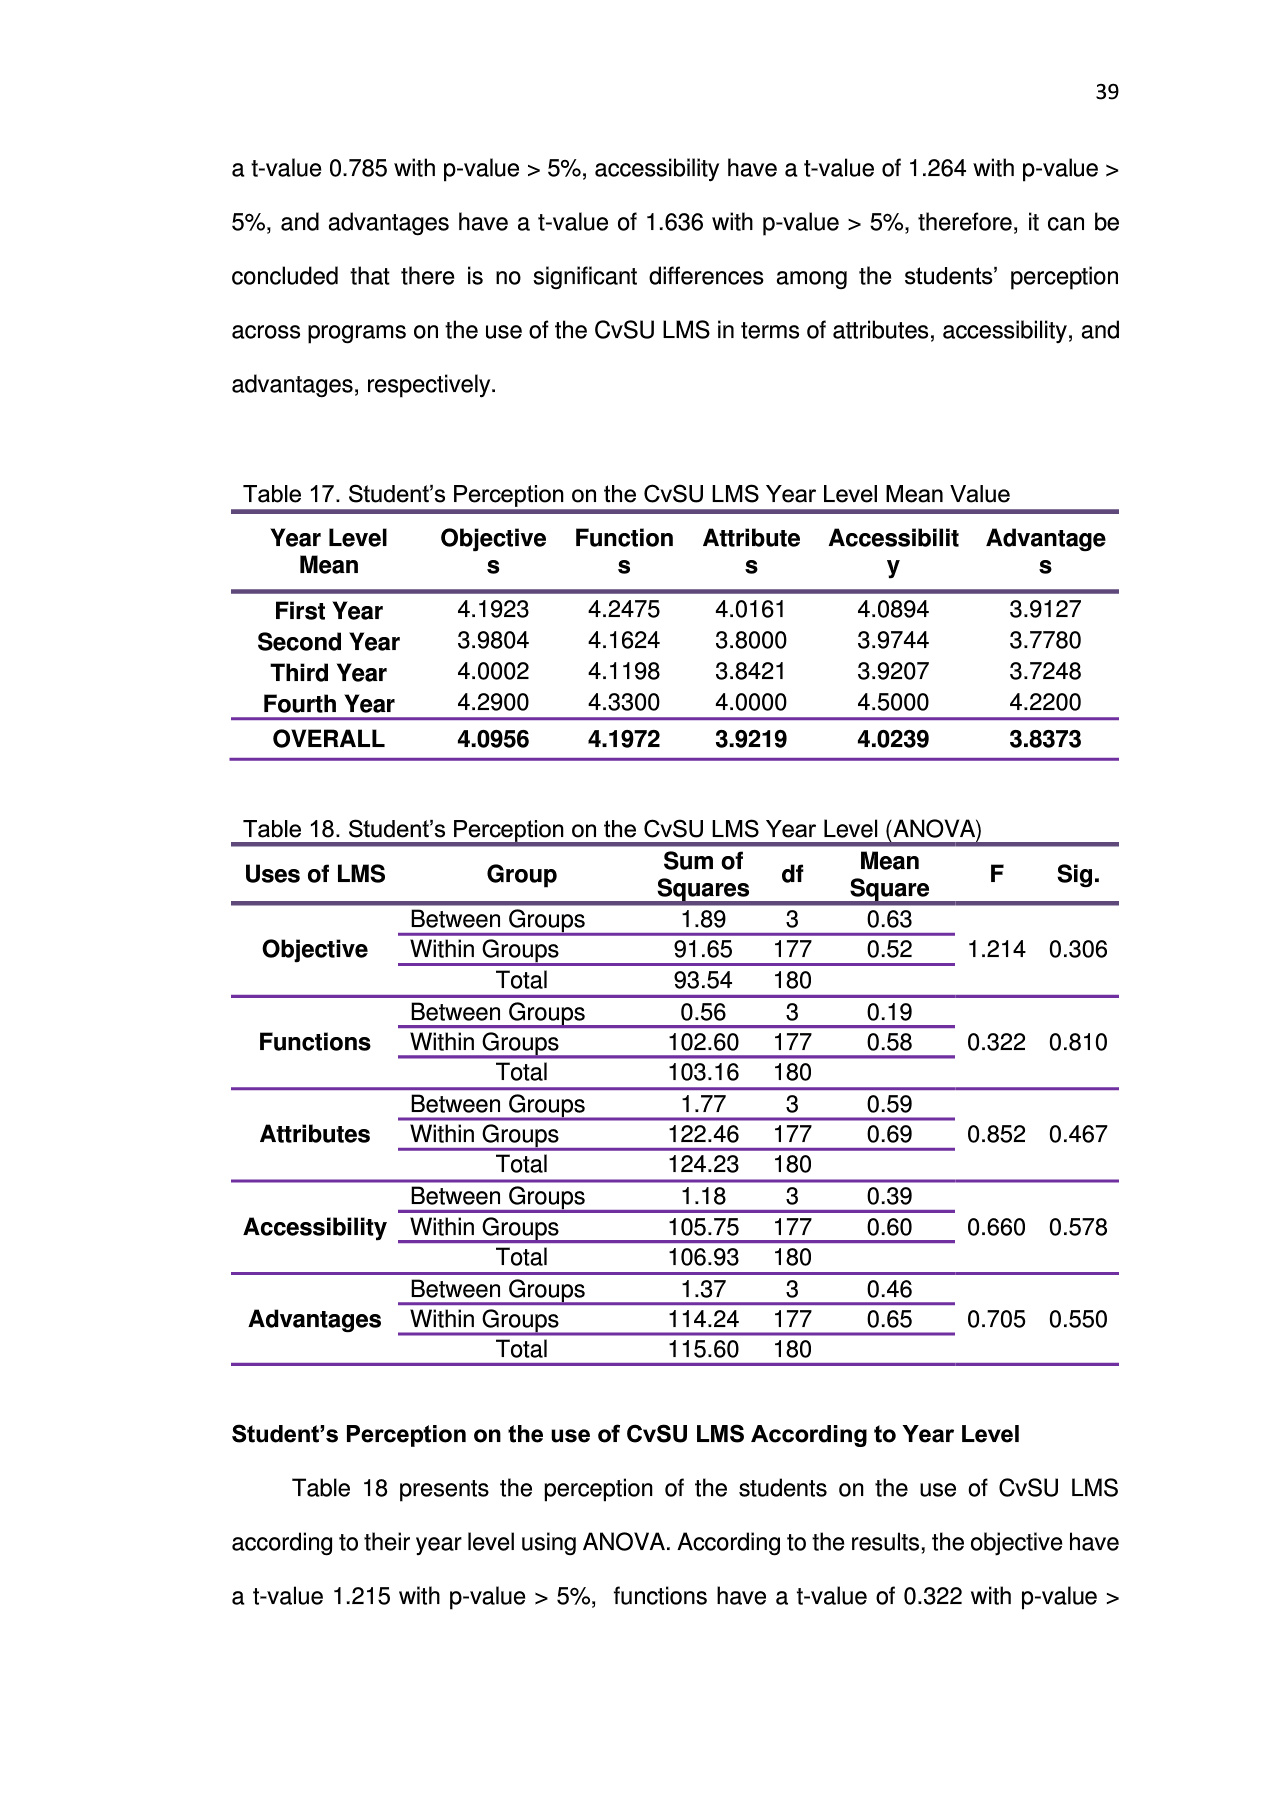 39
a t-value 0.785 with p-value > 5%, accessibility have a t-value of 1.264 with p-value >
5%, and advantages have a t-value of 1.636 with p-value > 5%, therefore, it can be
concluded that there is no significant differences among the students’ perception
across programs on the use of the CvSU LMS in terms of attributes, accessibility, and
advantages, respectively.
Table 17. Student’s Perception on the CvSU LMS Year Level Mean Value
Year Level Objective Function Attribute Accessibilit Advantage
Mean s s s y s
First Year 4.1923 4.2475 4.0161 4.0894 3.9127
Second Year 3.9804 4.1624 3.8000 3.9744 3.7780
Third Year 4.0002 4.1198 3.8421 3.9207 3.7248
Fourth Year 4.2900 4.3300 4.0000 4.5000 4.2200
OVERALL 4.0956 4.1972 3.9219 4.0239 3.8373
Table 18. Student’s Perception on the CvSU LMS Year Level (ANOVA)
Uses of LMS Group Sum of Squares df Mean Square F Sig.
Between Groups 1.89 3 0.63
Objective Within Groups 91.65 177 0.52 1.214 0.306
Total 93.54 180
Between Groups 0.56 3 0.19
Functions Within Groups 102.60 177 0.58 0.322 0.810
Total 103.16 180
Between Groups 1.77 3 0.59
Attributes Within Groups 122.46 177 0.69 0.852 0.467
Total 124.23 180
Between Groups 1.18 3 0.39
Accessibility Within Groups 105.75 177 0.60 0.660 0.578
Total 106.93 180
Between Groups 1.37 3 0.46
Advantages Within Groups 114.24 177 0.65 0.705 0.550
Total 115.60 180
Student’s Perception on the use of CvSU LMS According to Year Level
Table 18 presents the perception of the students on the use of CvSU LMS
according to their year level using ANOVA. According to the results, the objective have
a t-value 1.215 with p-value > 5%, functions have a t-value of 0.322 with p-value >